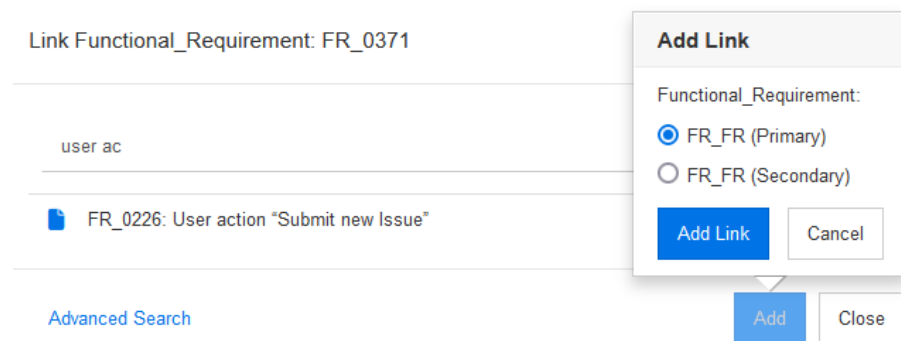 Link Functional_Requirement: FR_0371
user ac
FR_0226: User action “Submit new Issue”
Advanced Search
Add Link
Functional_Requirement:
FR_FR (Primary)
FR_FR (Secondary)
Add Link
Cancel
Add
Close